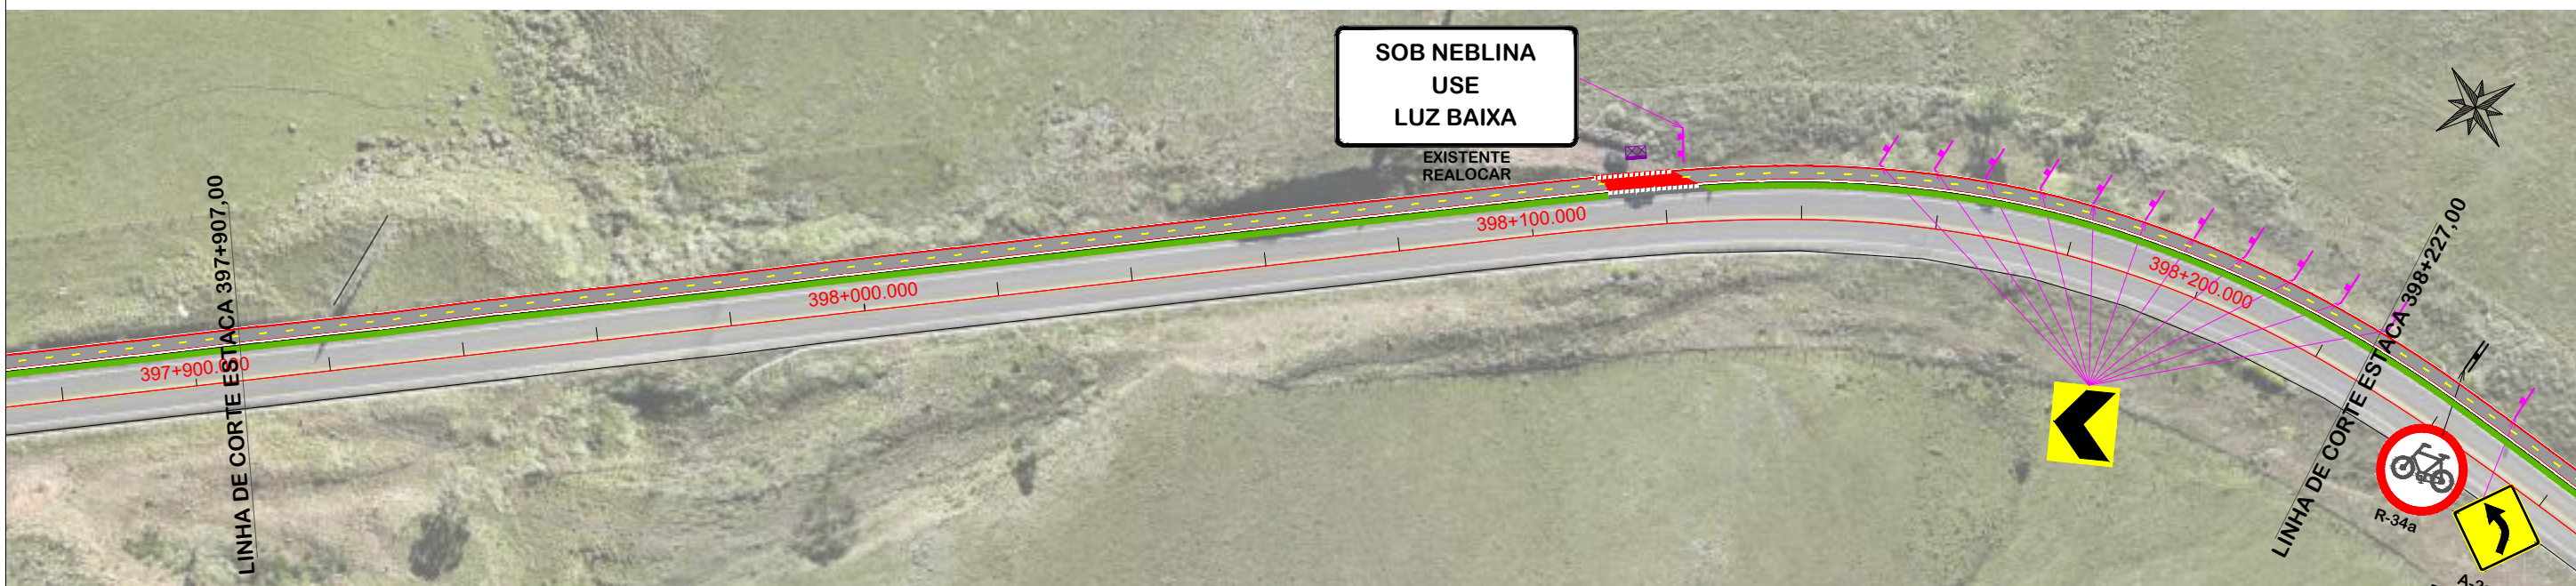 SOB NEBLINA
USE
LUZ BAIXA
EXISTENTE
REALOCAR
LINHA DE CORTE ESTACA 397+907,00
397+900.000
398+000.000
398+100.000
398+200.000
LINHA DE CORTE ESTACA 398+227,00
R-34a